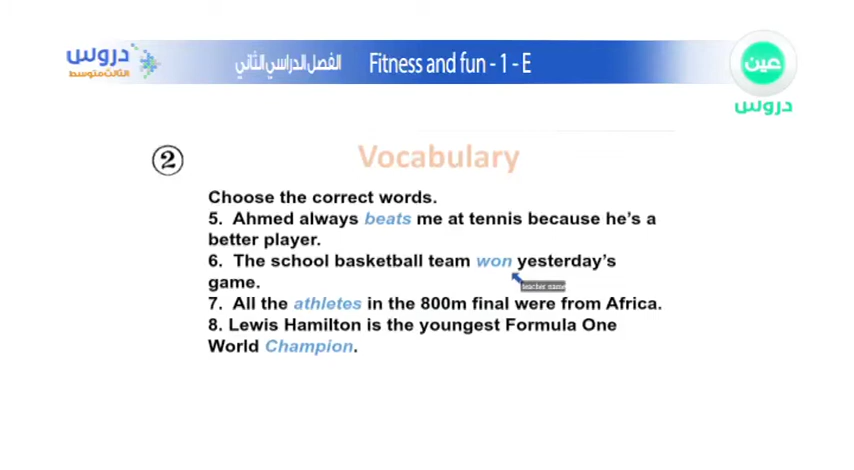 دروس
الثالث متوسط
الفصل الدراسي الثاني
Fitness and fun - 1 - E
عين
دروس
2
Vocabulary
Choose the correct words.
5. Ahmed always beats me at tennis because he's a
better player.
6. The school basketball team won yesterday's
game.
teacher name
7. All the athletes in the 800m final were from Africa.
8. Lewis Hamilton is the youngest Formula One
World Champion.